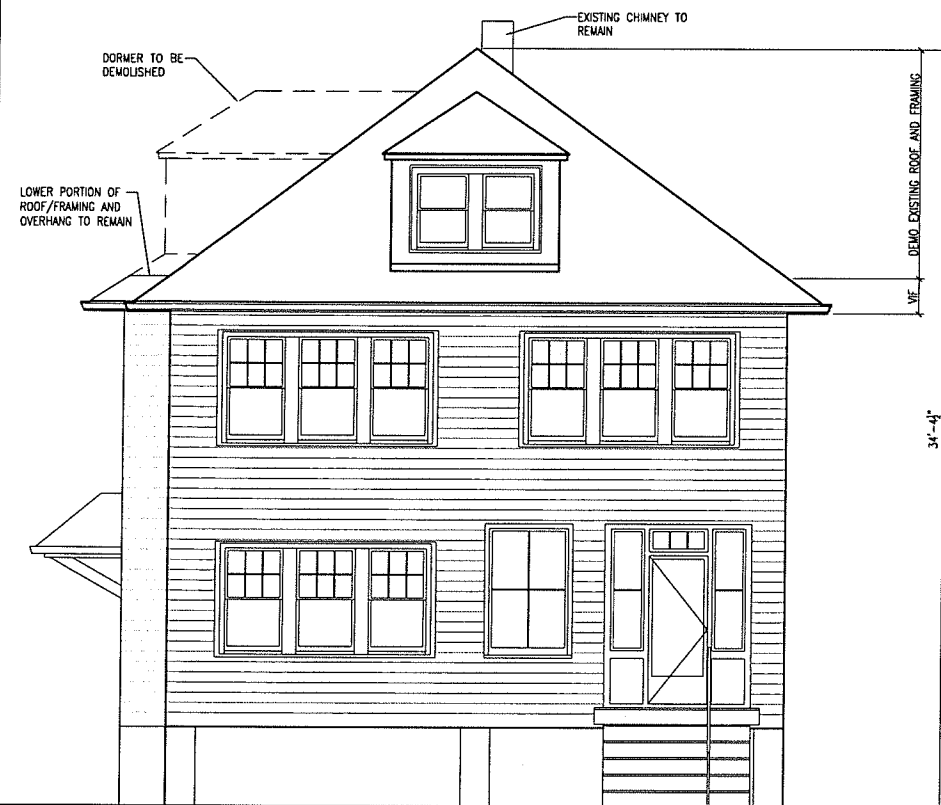 EXISTING CHIMNEY TO
REMAIN
DORMER TO BE
DEMOLISHED
LOWER PORTION OF
ROOF/FRAMING AND
OVERHANG TO REMAIN
DEMO EXISTING ROOF AND FRAMING
VIF
34'-4½"